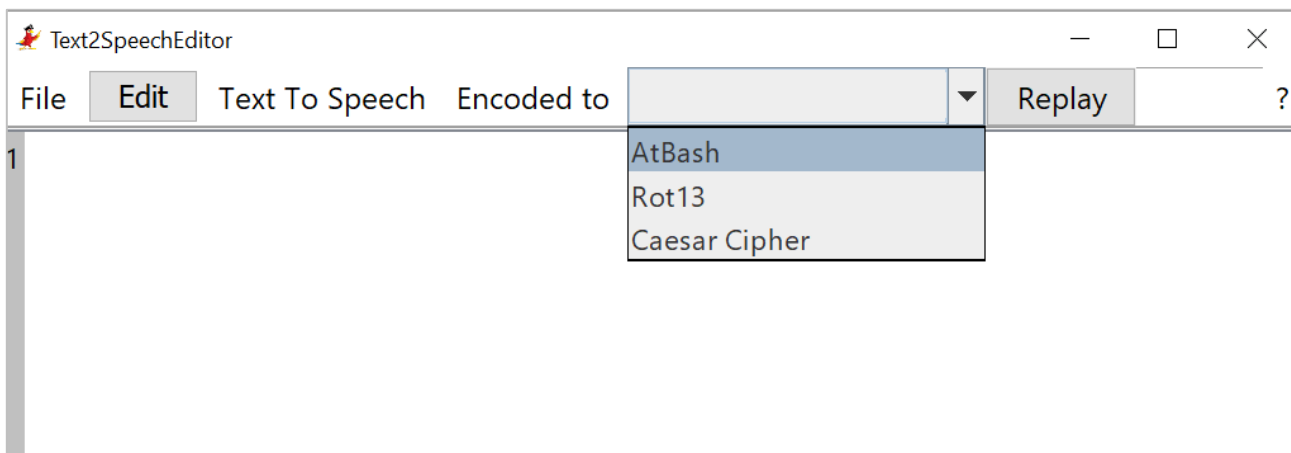 Text2SpeechEditor
File Edit Text To Speech Encoded to Replay ?
1
AtBash
Rot13
Caesar Cipher